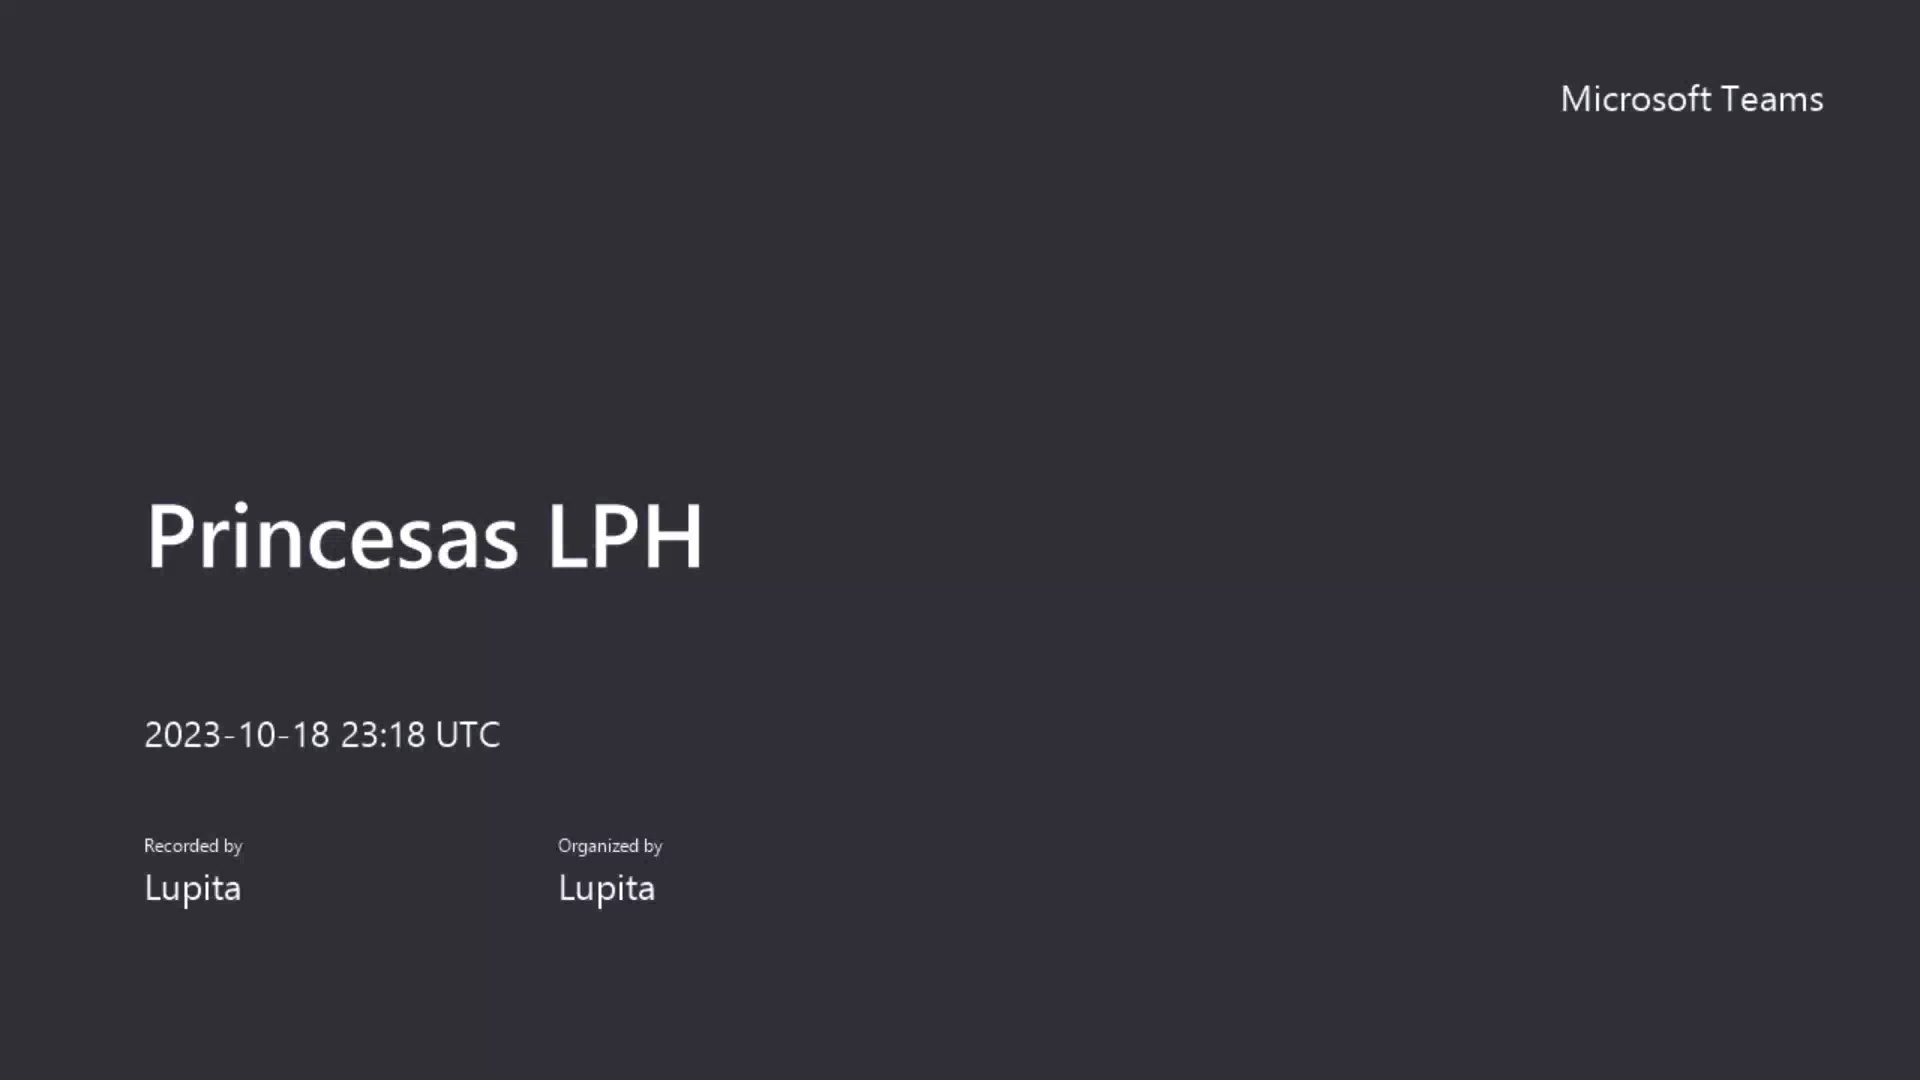 Microsoft Teams
Princesas LPH
2023-10-18 23:18 UTC
Recorded by
Lupita
Organized by
Lupita